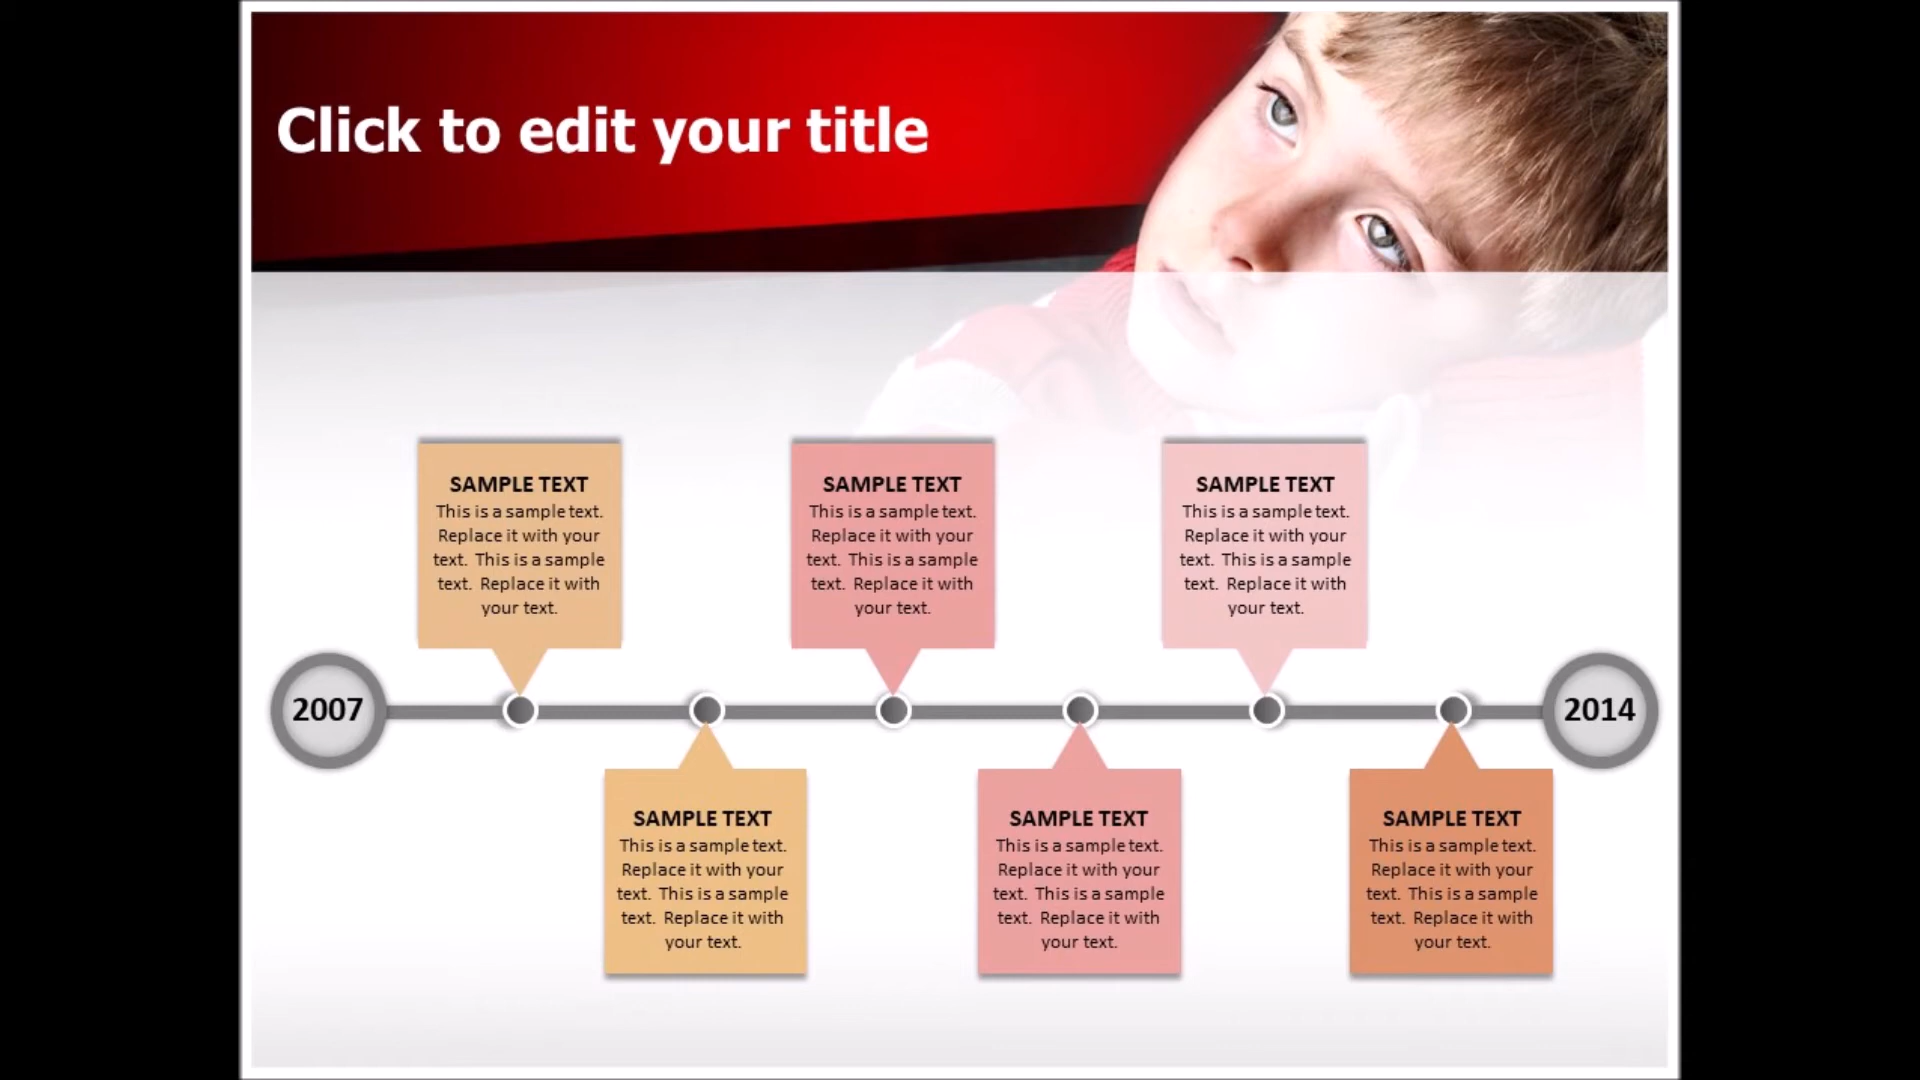 Click to edit your title
SAMPLE TEXT
This is a sample text.
Replace it with your
text. This is a sample
text. Replace it with
your text.
SAMPLE TEXT
This is a sample text.
Replace it with your
text. This is a sample
text. Replace it with
your text.
SAMPLE TEXT
This is a sample text.
Replace it with your
text. This is a sample
text. Replace it with
your text.
2007
2014
SAMPLE TEXT
This is a sample text.
Replace it with your
text. This is a sample
text. Replace it with
your text.
SAMPLE TEXT
This is a sample text.
Replace it with your
text. This is a sample
text. Replace it with
your text.
SAMPLE TEXT
This is a sample text.
Replace it with your
text. This is a sample
text. Replace it with
your text.